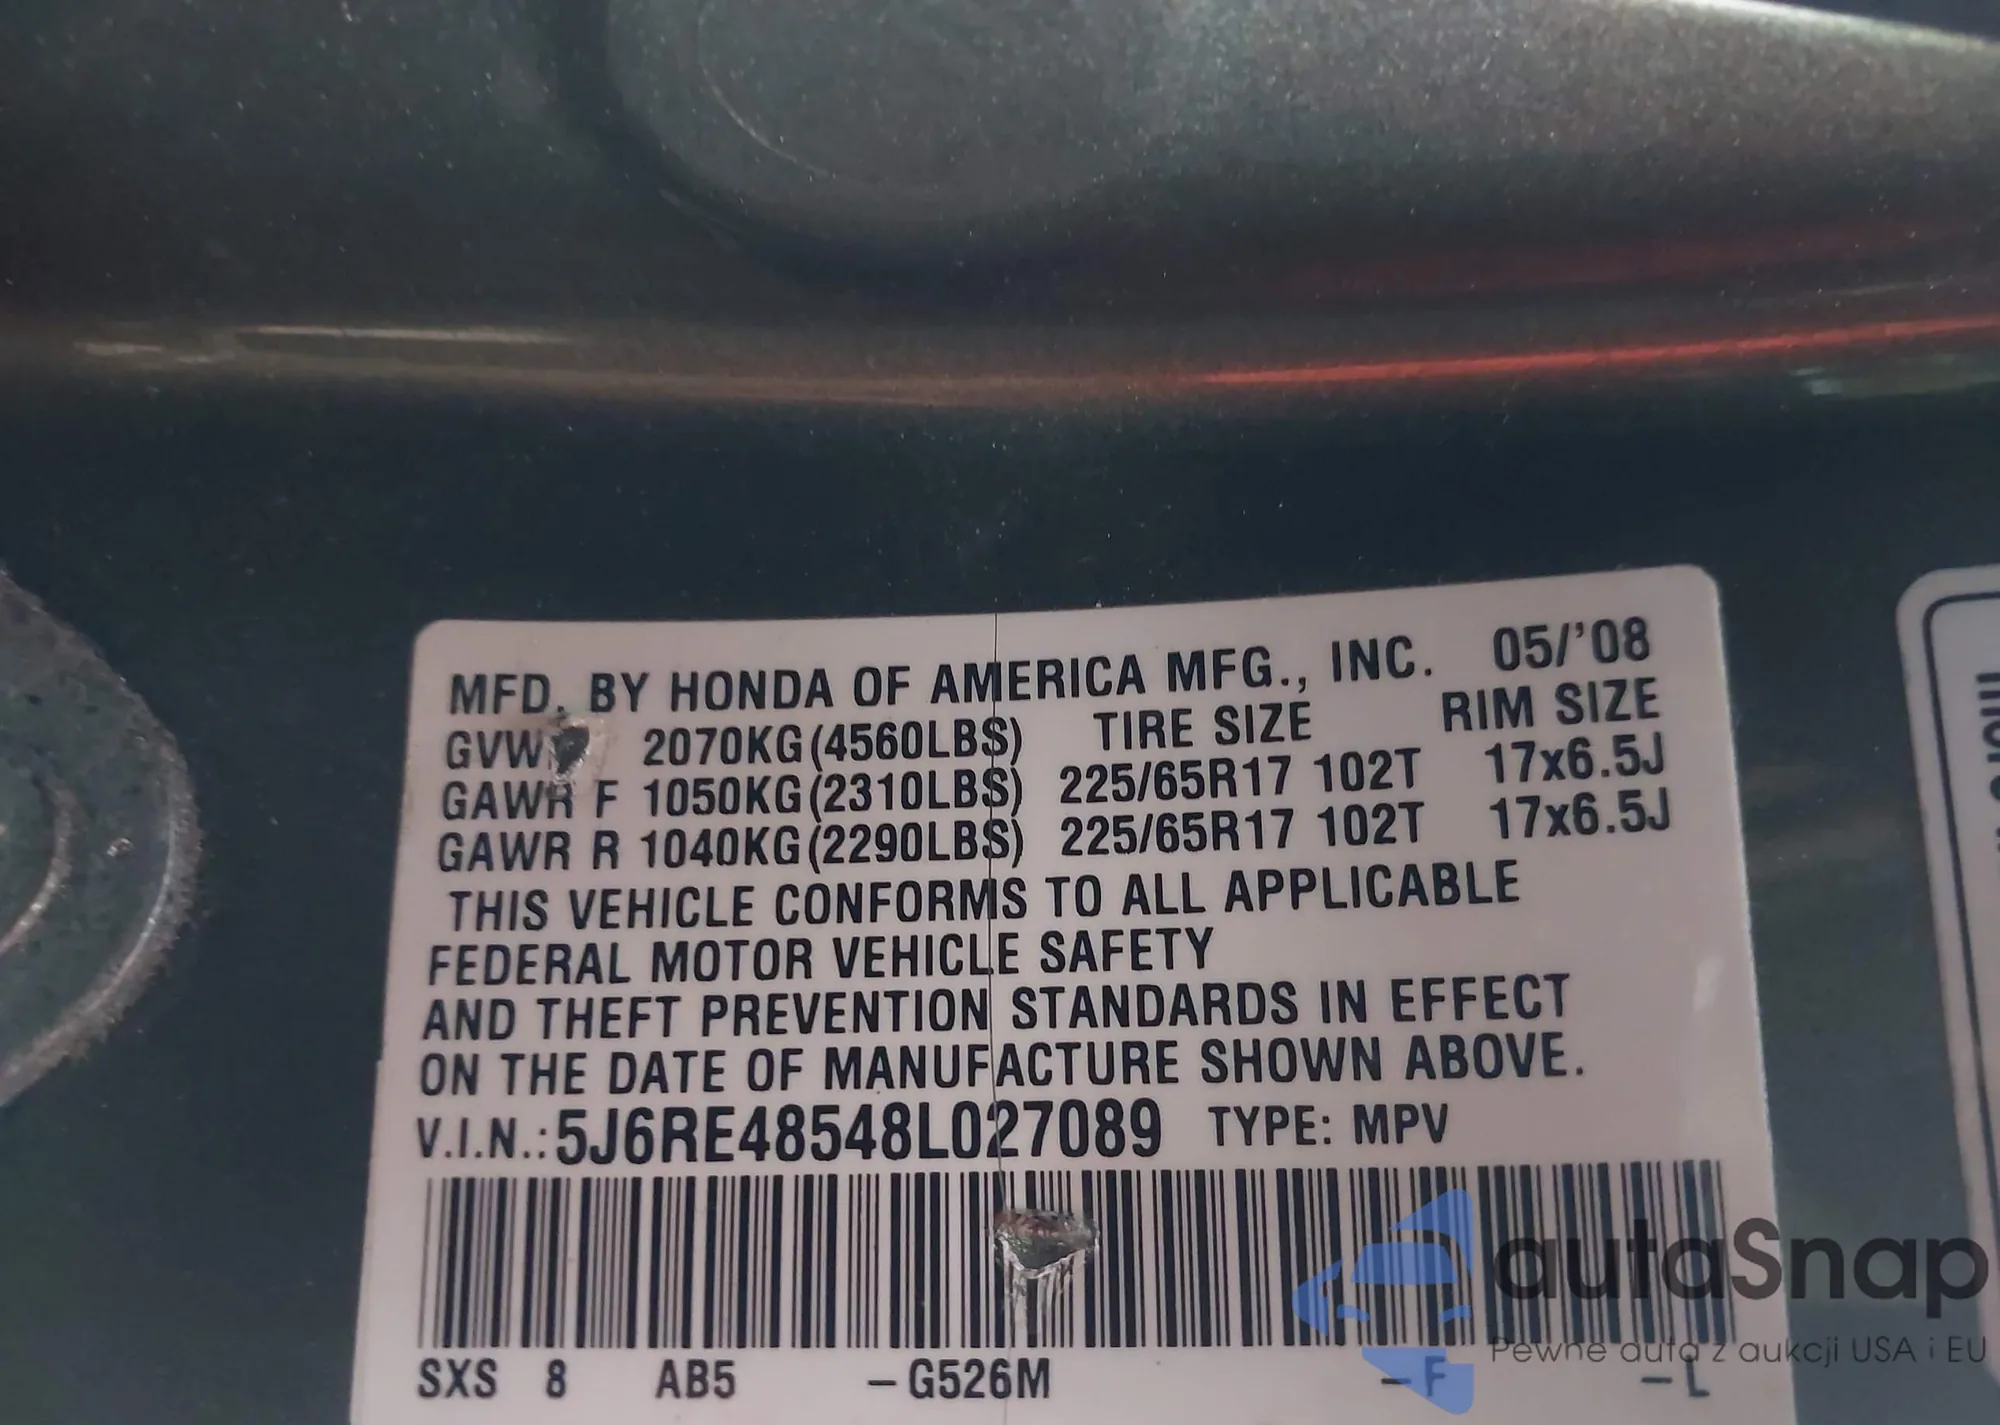 MFD. BY HONDA OF AMERICA MFG., INC. 05/'08
GVW 2070KG(4560LBS) TIRE SIZE RIM SIZE
GAWR F 1050KG(2310LBS) 225/65R17 102T 17x6.5J
GAWR R 1040KG(2290LBS) 225/65R17 102T 17x6.5J
THIS VEHICLE CONFORMS TO ALL APPLICABLE
FEDERAL MOTOR VEHICLE SAFETY
AND THEFT PREVENTION STANDARDS IN EFFECT
ON THE DATE OF MANUFACTURE SHOWN ABOVE.
V.I.N.: 5J6RE48548L027089 TYPE: MPV
SXS 8 AB5 -G526M -F -L
autaSnap
Pewne auta z aukcji USA i EU